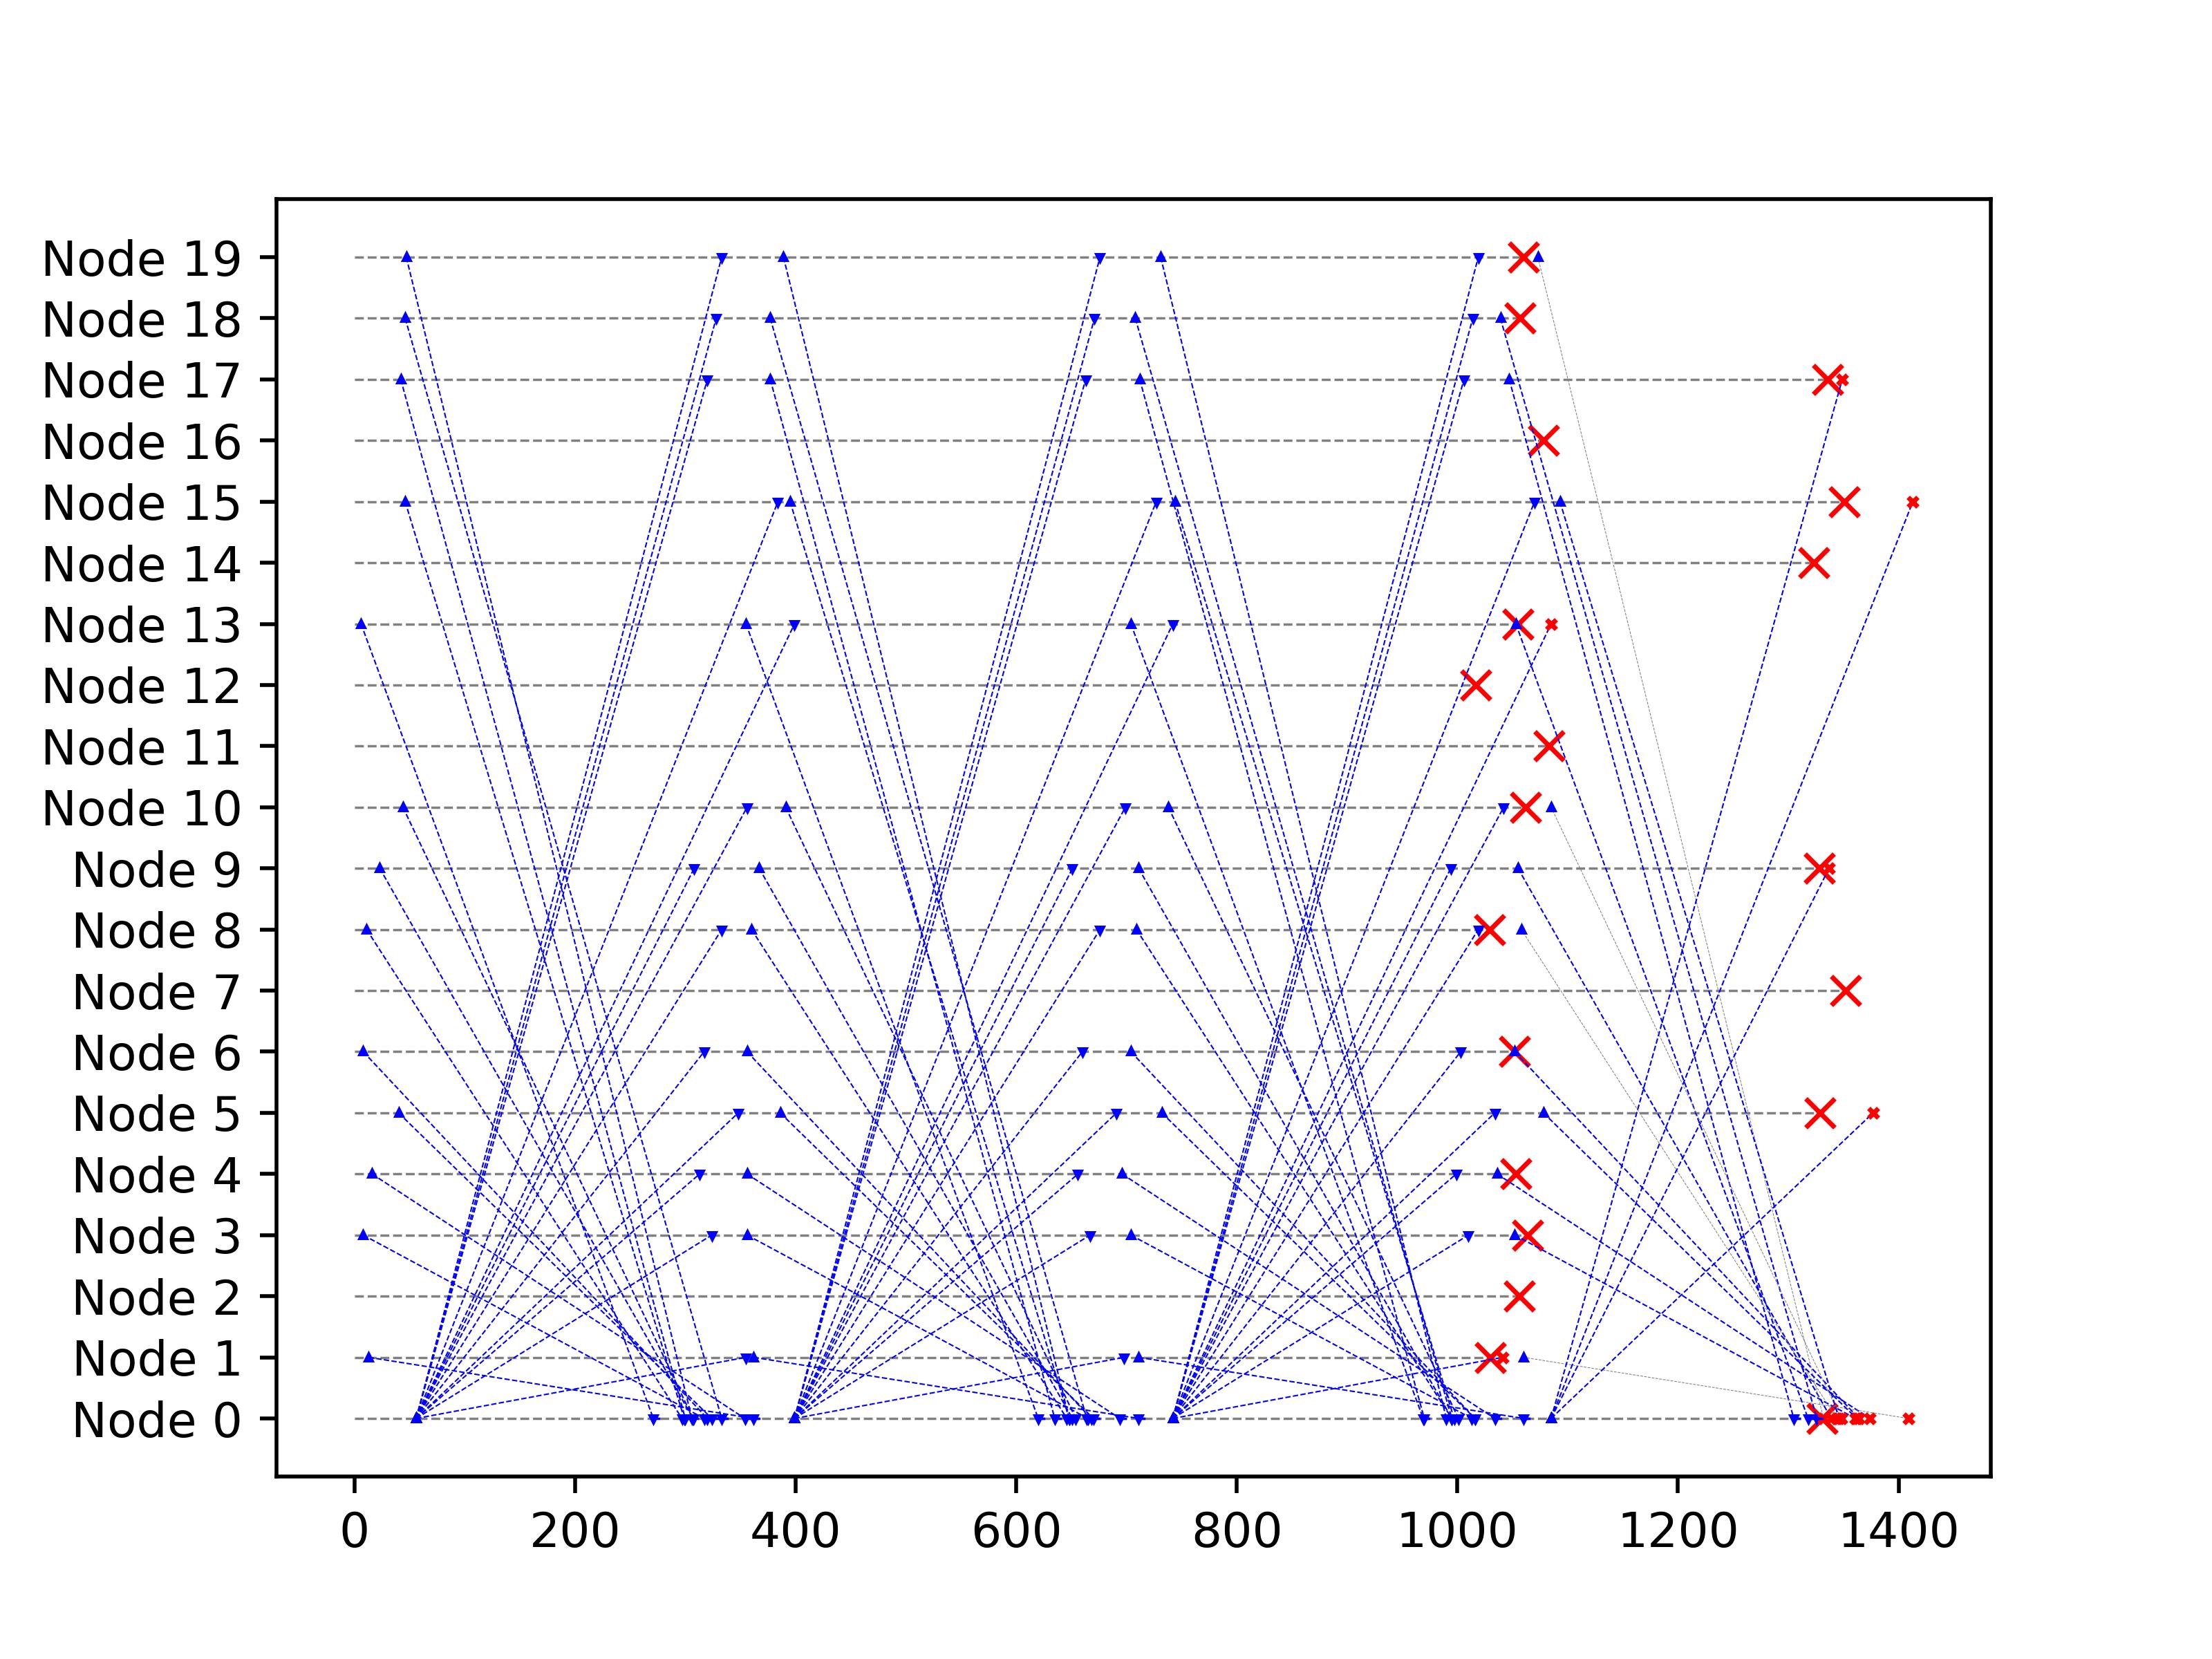 Node 19
Node 18
Node 17
Node 16
Node 15
Node 14
Node 13
Node 12
Node 11
Node 10
Node 9
Node 8
Node 7
Node 6
Node 5
Node 4
Node 3
Node 2
Node 1
Node 0
0 200 400 600 800 1000 1200 1400